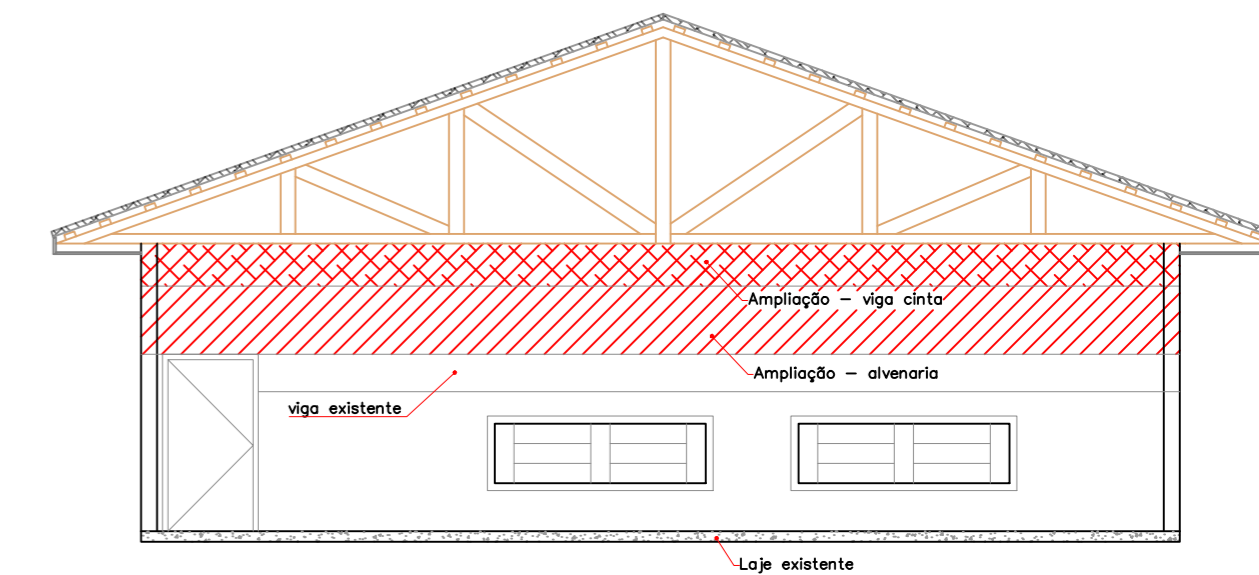 Ampliação - viga cinta
Ampliação - alvenaria
viga existente
Laje existente